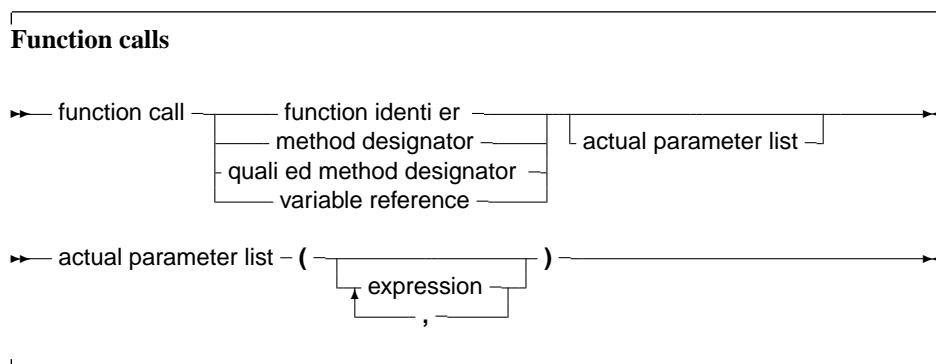 Function calls
function call
function identi er
method designator
actual parameter list
quali ed method designator
variable reference
actual parameter list ( )
expression
,